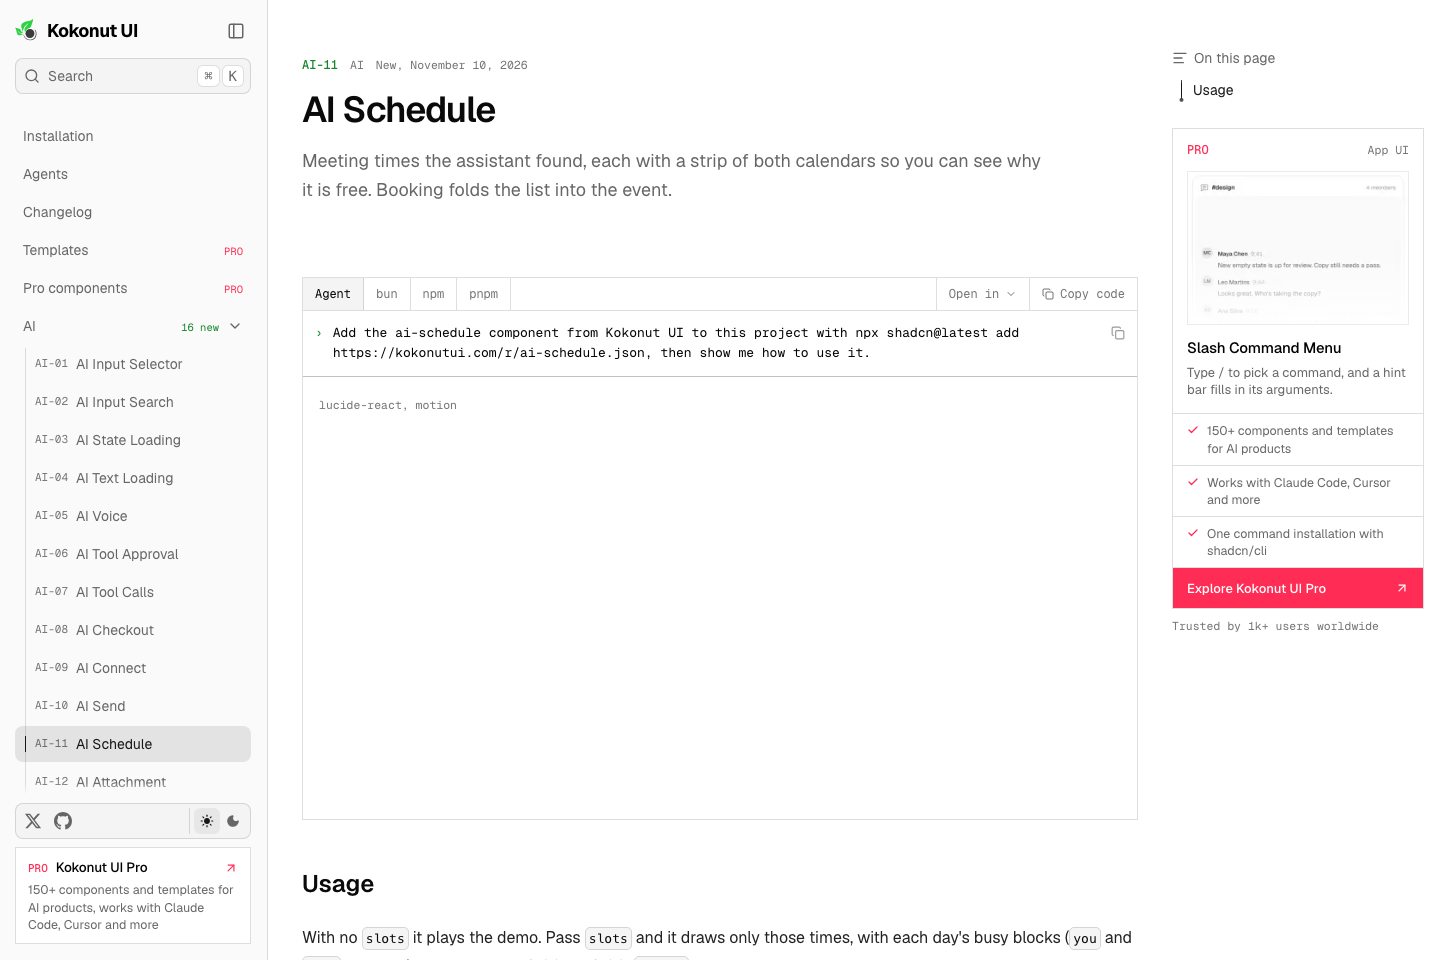 Kokonut UI
Search ⌘ K
Installation
Agents
Changelog
Templates PRO
Pro components PRO
AI 16 new
AI-01 AI Input Selector
AI-02 AI Input Search
AI-03 AI State Loading
AI-04 AI Text Loading
AI-05 AI Voice
AI-06 AI Tool Approval
AI-07 AI Tool Calls
AI-08 AI Checkout
AI-09 AI Connect
AI-10 AI Send
AI-11 AI Schedule
AI-12 AI Attachment
PRO Kokonut UI Pro
150+ components and templates for
AI products, works with Claude
Code, Cursor and more
AI-11 AI New, November 10, 2026
AI Schedule
Meeting times the assistant found, each with a strip of both calendars so you can see why
it is free. Booking folds the list into the event.
Agent bun npm pnpm Open in Copy code
› Add the ai-schedule component from Kokonut UI to this project with npx shadcn@latest add
https://kokonutui.com/r/ai-schedule.json, then show me how to use it.
lucide-react, motion
Usage
With no slots it plays the demo. Pass slots and it draws only those times, with each day's busy blocks (you and
On this page
Usage
PRO App UI
#design 4 members
MC Maya Chen 9:41
New empty state is up for review. Copy still needs a pass.
LM Leo Martins 9:44
Looks great. Who's taking the copy?
Slash Command Menu
Type / to pick a command, and a hint
bar fills in its arguments.
150+ components and templates
for AI products
Works with Claude Code, Cursor
and more
One command installation with
shadcn/cli
Explore Kokonut UI Pro
Trusted by 1k+ users worldwide